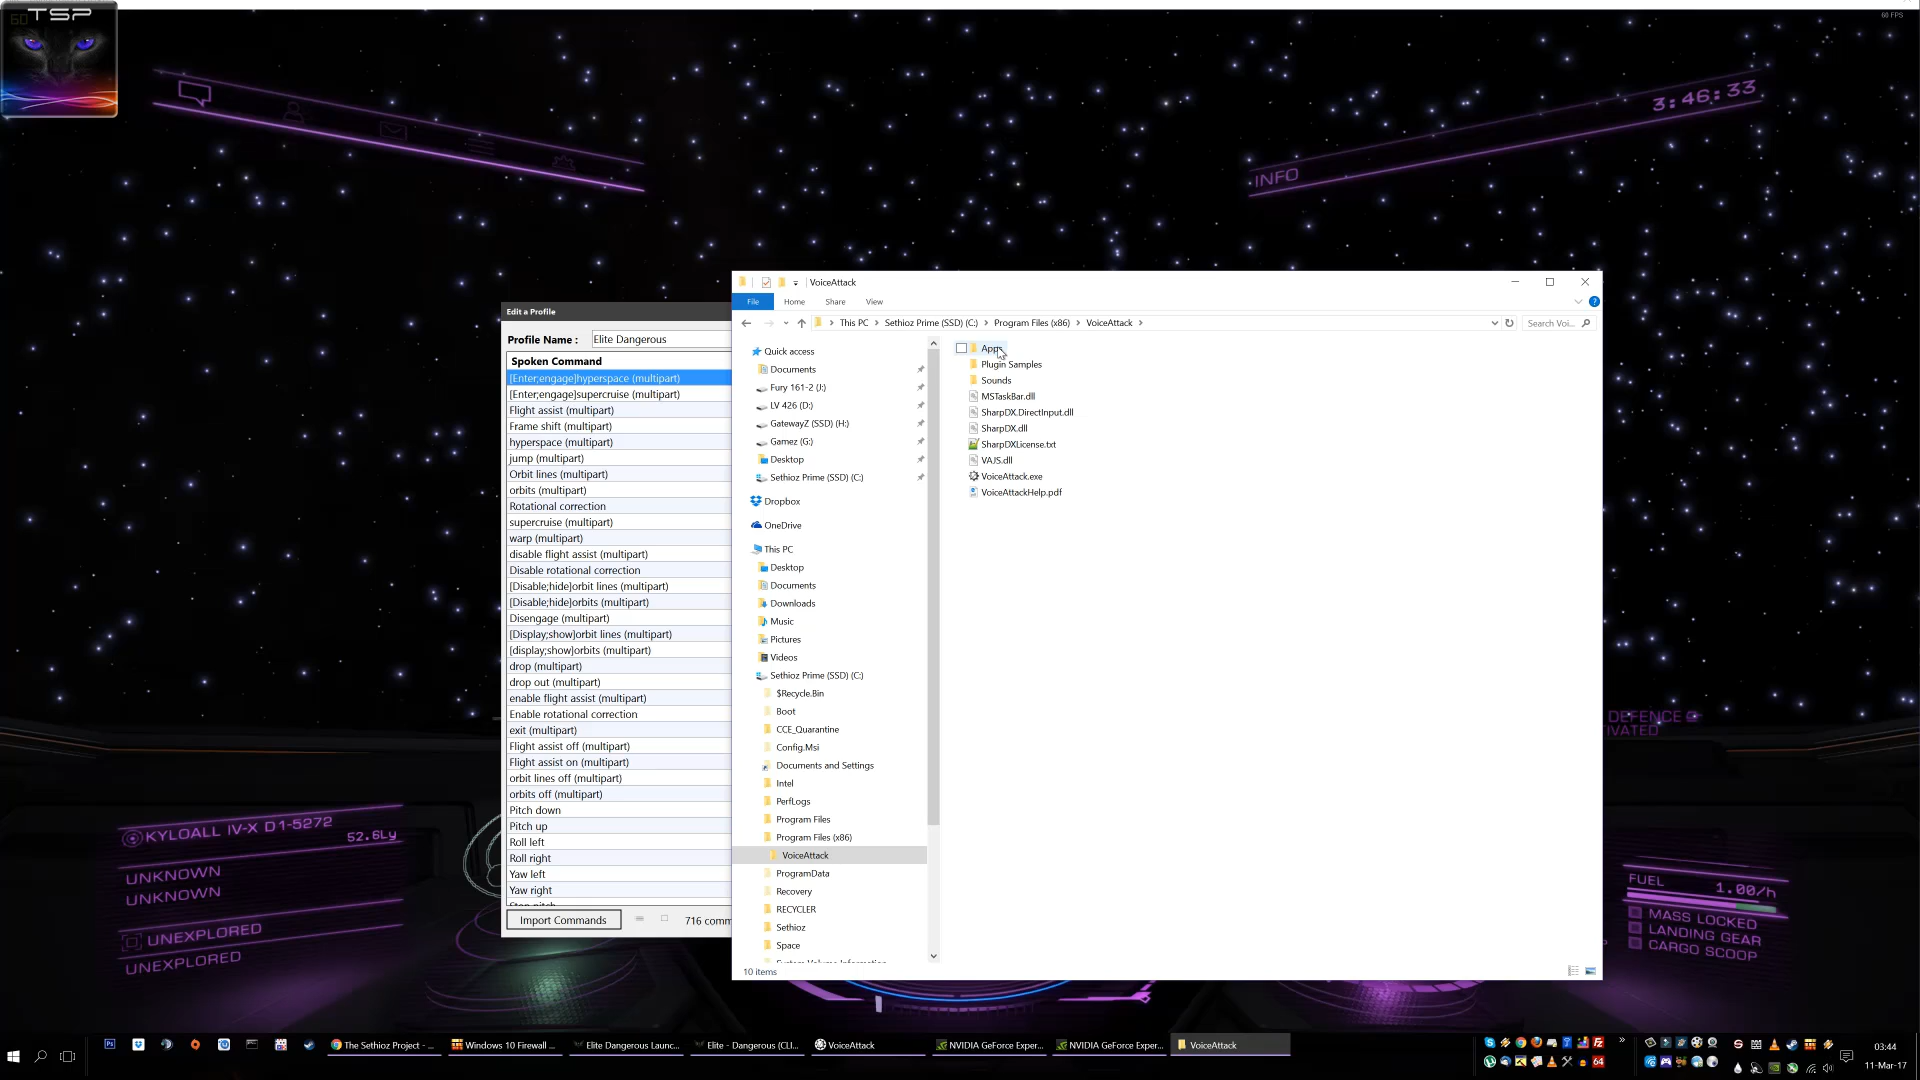 TSP
60
60 FPS
3:46:33
INFO
VoiceAttack
File
Home
Share
View
This PC
Sethioz Prime (SSD) (C:)
Program Files (x86)
VoiceAttack
Search Voi...
Edit a Profile
Profile Name :
Elite Dangerous
Spoken Command
[Enter;engage]hyperspace (multipart)
[Enter;engage]supercruise (multipart)
Flight assist (multipart)
Frame shift (multipart)
hyperspace (multipart)
jump (multipart)
Orbit lines (multipart)
orbits (multipart)
Rotational correction
supercruise (multipart)
warp (multipart)
disable flight assist (multipart)
Disable rotational correction
[Disable;hide]orbit lines (multipart)
[Disable;hide]orbits (multipart)
Disengage (multipart)
[Display;show]orbit lines (multipart)
[display;show]orbits (multipart)
drop (multipart)
drop out (multipart)
enable flight assist (multipart)
Enable rotational correction
exit (multipart)
Flight assist off (multipart)
Flight assist on (multipart)
orbit lines off (multipart)
orbits off (multipart)
Pitch down
Pitch up
Roll left
Roll right
Yaw left
Yaw right
Stop pitch
Import Commands
716 comm
Quick access
Documents
Fury 161-2 (J:)
LV 426 (D:)
GatewayZ (SSD) (H:)
Gamez (G:)
Desktop
Sethioz Prime (SSD) (C:)
Dropbox
OneDrive
This PC
Desktop
Documents
Downloads
Music
Pictures
Videos
Sethioz Prime (SSD) (C:)
$Recycle.Bin
Boot
CCE_Quarantine
Config.Msi
Documents and Settings
Intel
PerfLogs
Program Files
Program Files (x86)
VoiceAttack
ProgramData
Recovery
RECYCLER
Sethioz
Space
System Volume Information
Apps
Plugin Samples
Sounds
MSTaskBar.dll
SharpDX.DirectInput.dll
SharpDX.dll
SharpDXLicense.txt
VAJS.dll
VoiceAttack.exe
VoiceAttackHelp.pdf
10 items
KYLOALL IV-X D1-5272
52.6Ly
UNKNOWN
UNKNOWN
UNEXPLORED
UNEXPLORED
DEFENCE
VATED
FUEL
1.00/h
MASS LOCKED
LANDING GEAR
CARGO SCOOP
The Sethioz Project - ...
Windows 10 Firewall ...
Elite Dangerous Launc...
Elite - Dangerous (CLI...
VoiceAttack
NVIDIA GeForce Exper...
NVIDIA GeForce Exper...
VoiceAttack
64
03:44
11-Mar-17